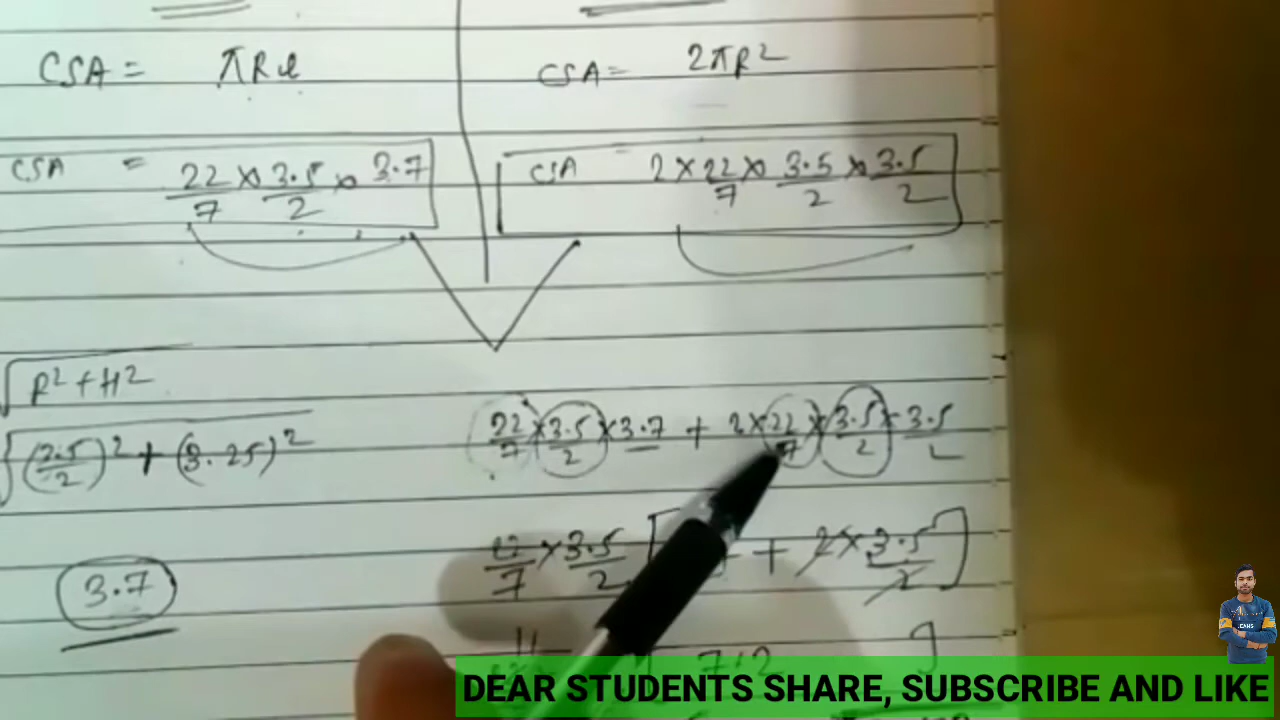 CSA = πRl
CSA = 22/7 × 3.5/2 × 3.7
CSA = 2πR²
CSA = 2 × 22/7 × 3.5/2 × 3.5/2
√R² + H²
√(3.5/2)² + (3.25)²
3.7
22/7 × 3.5/2 × 3.7 + 2 × 22/7 × 3.5/2 × 3.5/2
22/7 × 3.5/2 [ + 2 × 3.5/2 ]
11 7.2 ]
DEAR STUDENTS SHARE, SUBSCRIBE AND LIKE